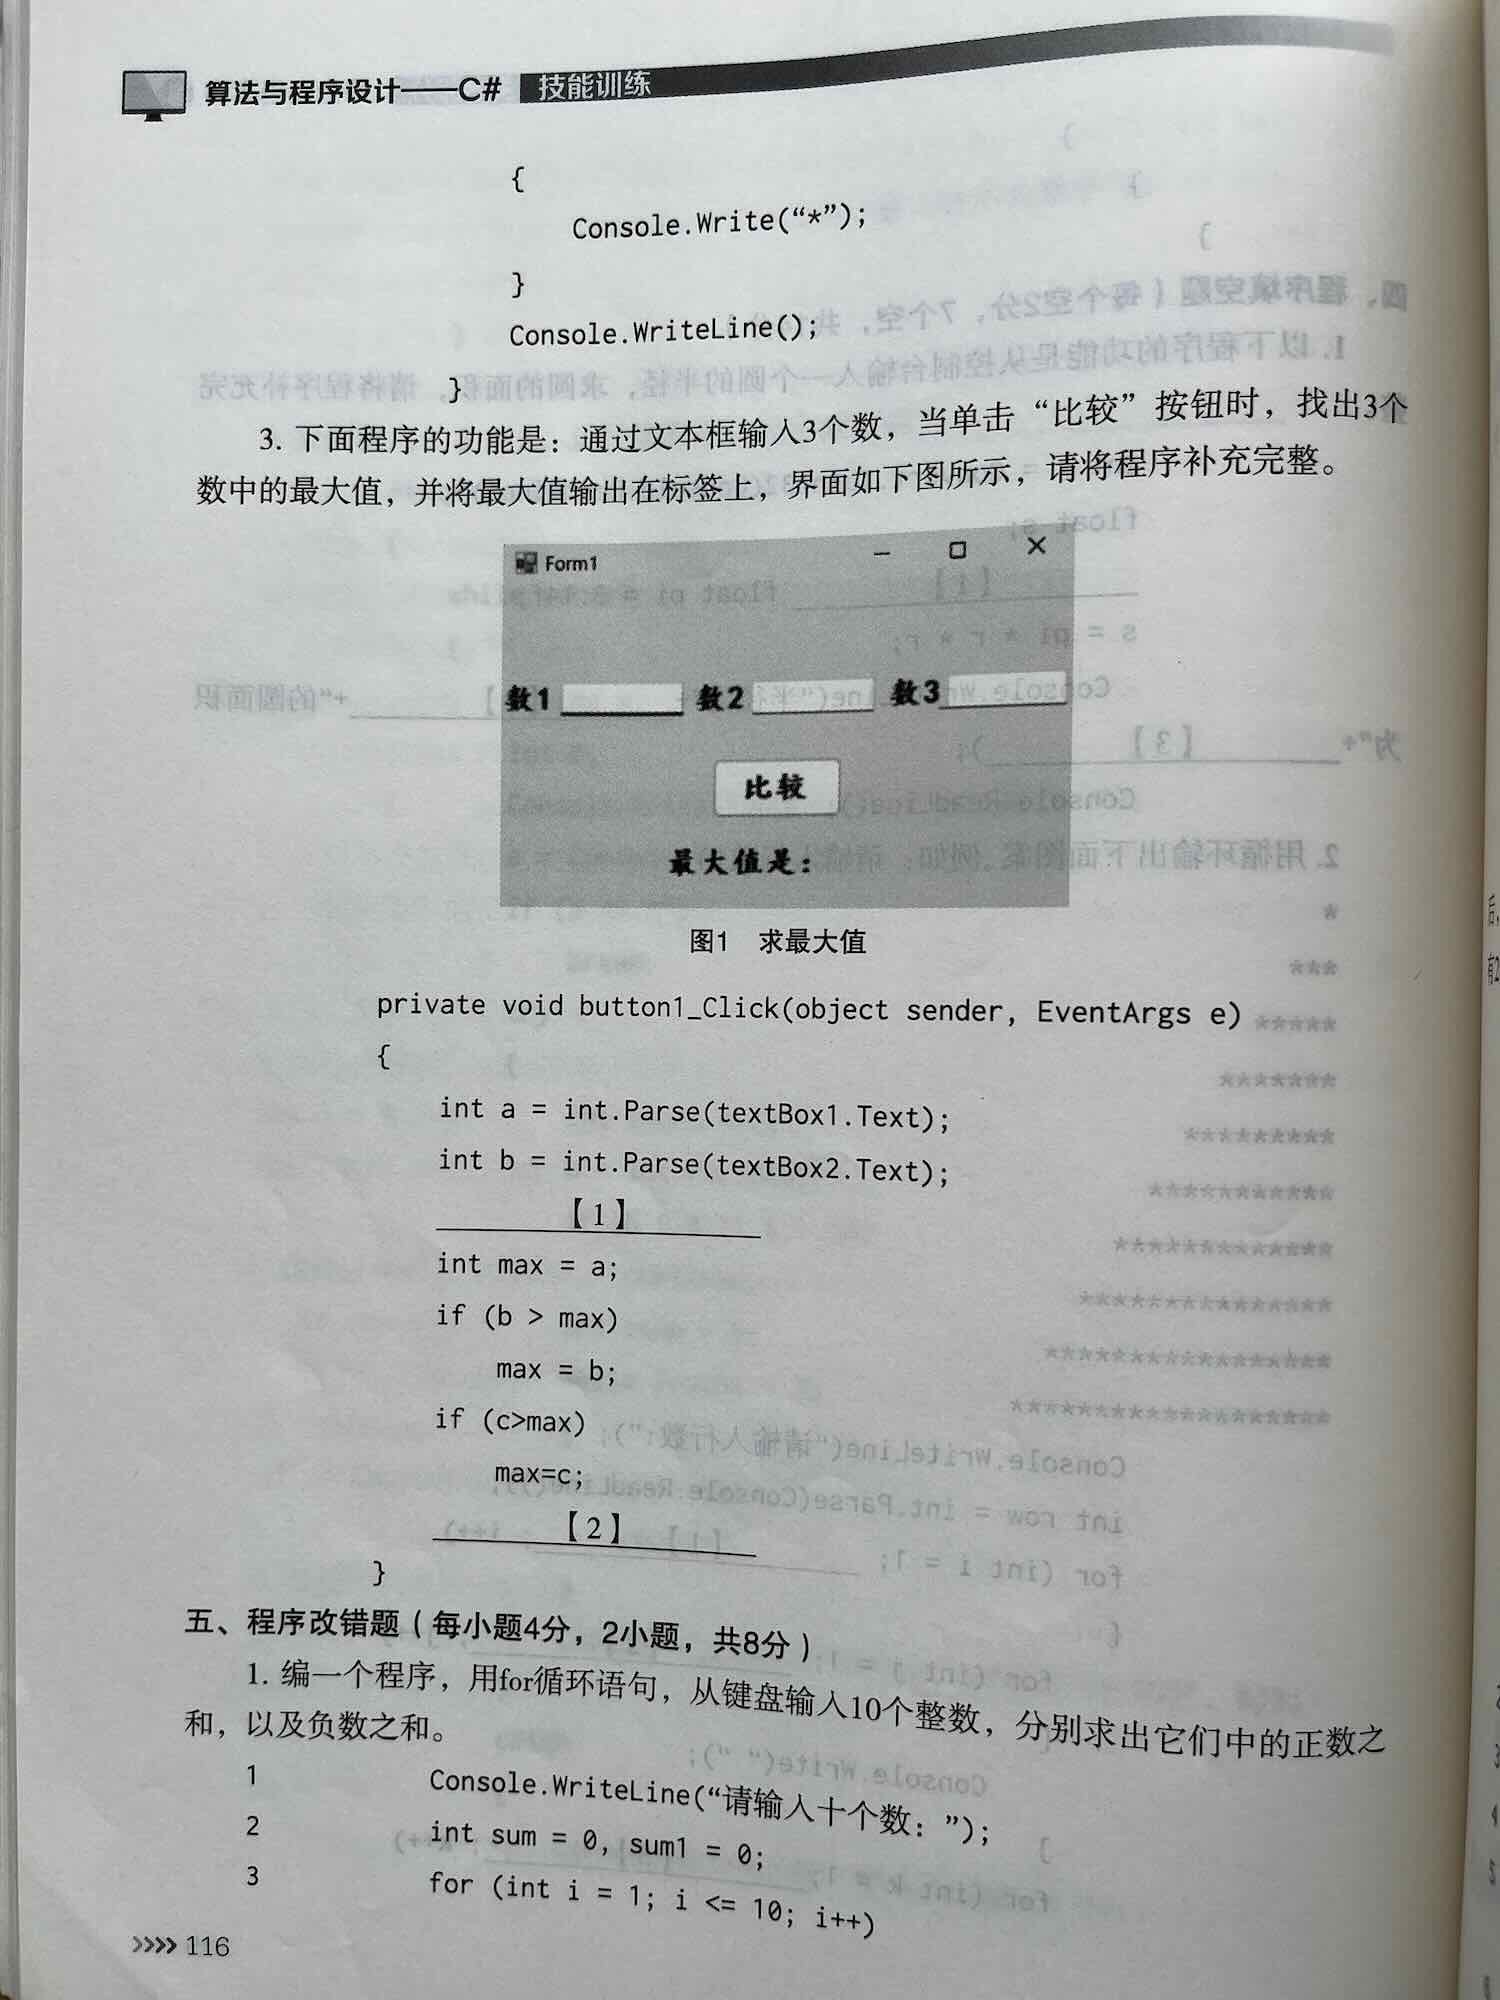 算法与程序设计——C# 技能训练
{
Console.Write(“*”);
}
Console.WriteLine();
}
3. 下面程序的功能是：通过文本框输入3个数，当单击“比较”按钮时，找出3个
数中的最大值，并将最大值输出在标签上，界面如下图所示，请将程序补充完整。
Form1
数1 数2 数3
比较
最大值是：
图1 求最大值
private void button1_Click(object sender, EventArgs e)
{
int a = int.Parse(textBox1.Text);
int b = int.Parse(textBox2.Text);
【1】
int max = a;
if (b > max)
max = b;
if (c>max)
max=c;
【2】
}
五、程序改错题（每小题4分，2小题，共8分）
1. 编一个程序，用for循环语句，从键盘输入10个整数，分别求出它们中的正数之
和，以及负数之和。
1 Console.WriteLine(“请输入十个数：”);
2 int sum = 0, sum1 = 0;
3 for (int i = 1; i <= 10; i++)
>>>> 116